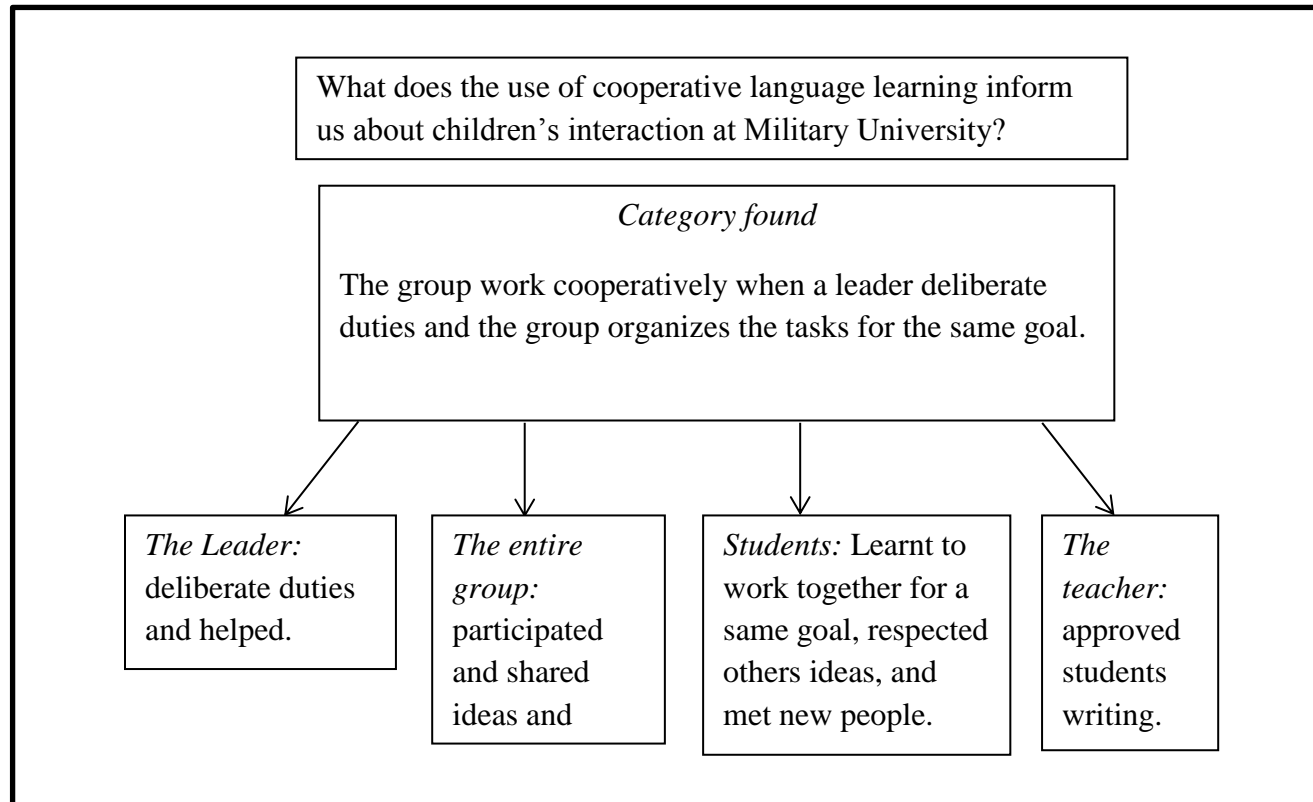 What does the use of cooperative language learning inform
us about children’s interaction at Military University?
Category found
The group work cooperatively when a leader deliberate
duties and the group organizes the tasks for the same goal.
The Leader:
deliberate duties
and helped.
The entire
group:
participated
and shared
ideas and
Students: Learnt to
work together for a
same goal, respected
others ideas, and
met new people.
The
teacher:
approved
students
writing.